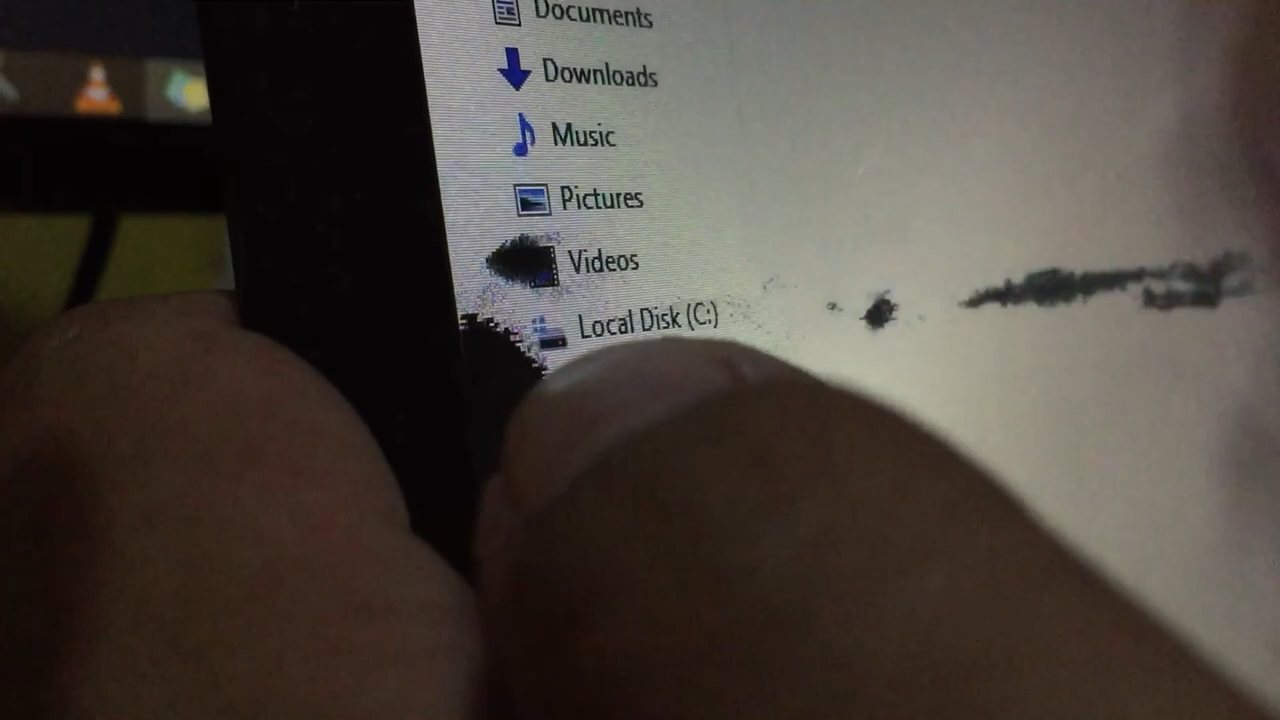 Documents
Downloads
Music
Pictures
Videos
Local Disk (C:)